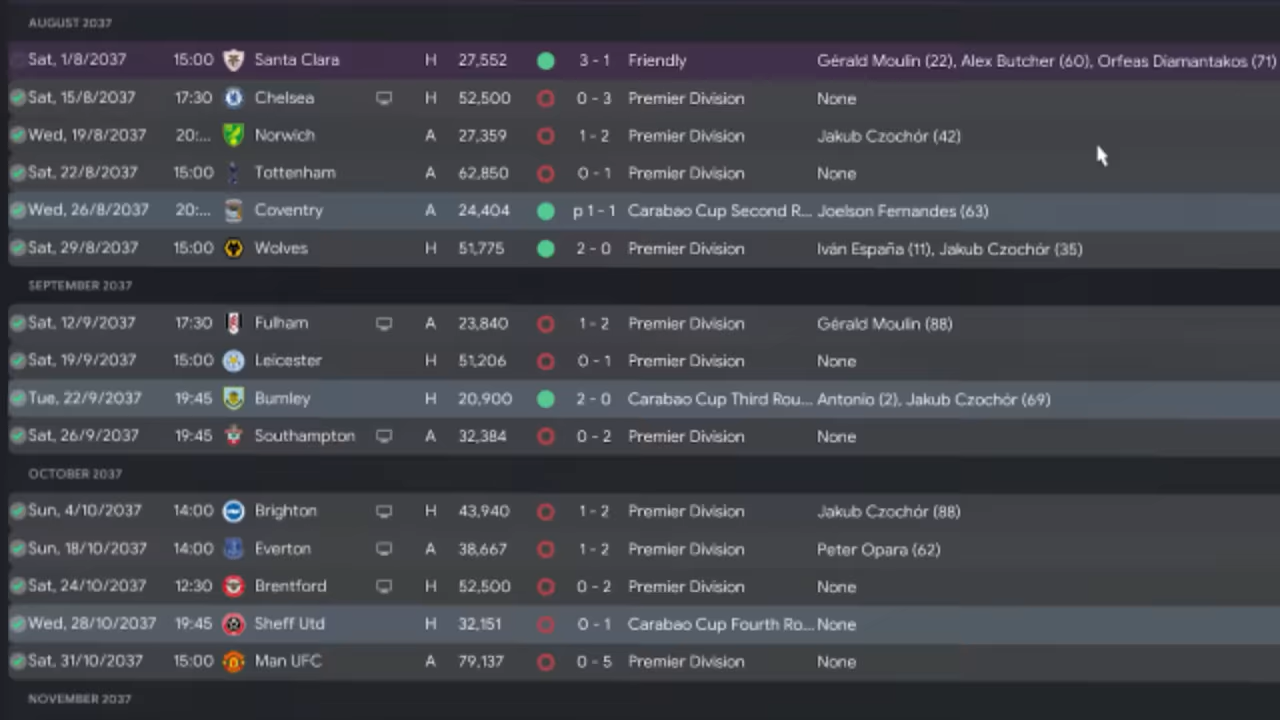 AUGUST 2037
Sat, 1/8/2037 15:00 Santa Clara H 27,552 3 - 1 Friendly Gérald Moulin (22), Alex Butcher (60), Orfeas Diamantakos (71)
Sat, 15/8/2037 17:30 Chelsea H 52,500 0 - 3 Premier Division None
Wed, 19/8/2037 20:... Norwich A 27,359 1 - 2 Premier Division Jakub Czochór (42)
Sat, 22/8/2037 15:00 Tottenham A 62,850 0 - 1 Premier Division None
Wed, 26/8/2037 20:... Coventry A 24,404 p 1 - 1 Carabao Cup Second R... Joelson Fernandes (63)
Sat, 29/8/2037 15:00 Wolves H 51,775 2 - 0 Premier Division Iván España (11), Jakub Czochór (35)
SEPTEMBER 2037
Sat, 12/9/2037 17:30 Fulham A 23,840 1 - 2 Premier Division Gérald Moulin (88)
Sat, 19/9/2037 15:00 Leicester H 51,206 0 - 1 Premier Division None
Tue, 22/9/2037 19:45 Burnley H 20,900 2 - 0 Carabao Cup Third Rou... Antonio (2), Jakub Czochór (69)
Sat, 26/9/2037 19:45 Southampton A 32,384 0 - 2 Premier Division None
OCTOBER 2037
Sun, 4/10/2037 14:00 Brighton H 43,940 1 - 2 Premier Division Jakub Czochór (88)
Sun, 18/10/2037 14:00 Everton A 38,667 1 - 2 Premier Division Peter Opara (62)
Sat, 24/10/2037 12:30 Brentford H 52,500 0 - 2 Premier Division None
Wed, 28/10/2037 19:45 Sheff Utd H 32,151 0 - 1 Carabao Cup Fourth Ro... None
Sat, 31/10/2037 15:00 Man UFC A 79,137 0 - 5 Premier Division None
NOVEMBER 2037